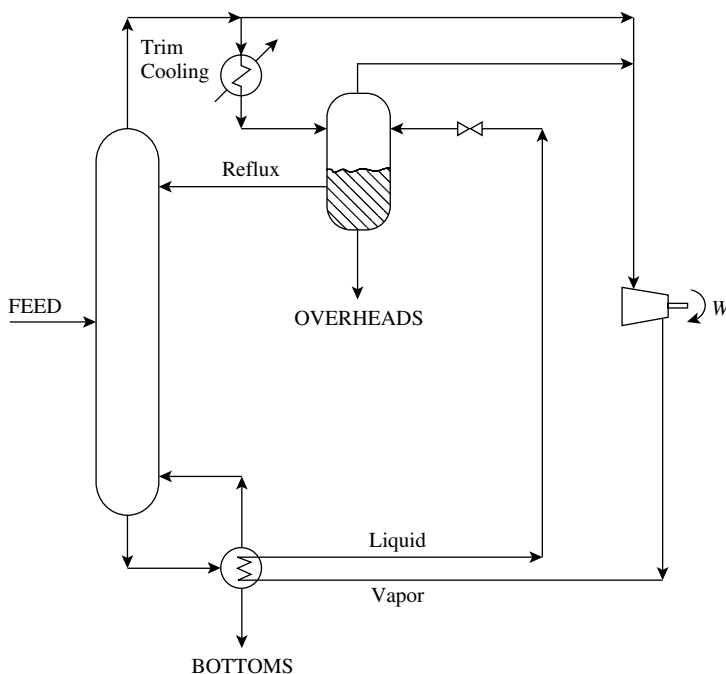 Trim
Cooling
Reflux
FEED
OVERHEADS
W
Liquid
Vapor
BOTTOMS